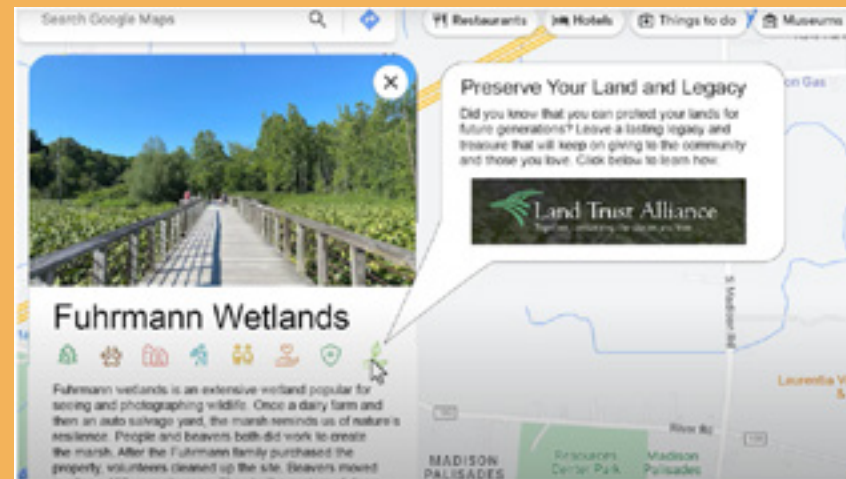 Search Google Maps
Restaurants
Hotels
Things to do
Museums
on Gas
Preserve Your Land and Legacy
Did you know that you can protect your lands for
future generations? Leave a lasting legacy and
treasure that will keep on giving to the community
and those you love. Click below to learn how.
Land Trust Alliance
Fuhrmann Wetlands
Fuhrmann wetlands is an extensive wetland popular for
seeing and photographing wildlife. Once a dairy farm and
then an auto salvage yard, the marsh reminds us of nature's
resilience. People and beavers both did work to create
the marsh. After the Fuhrmann family purchased the
property, volunteers cleaned up the site. Beavers moved
S Madison Rd
River Rd
Laurentia V
MADISON
PALISADES
Resources
Center Park
Madison
Palisades